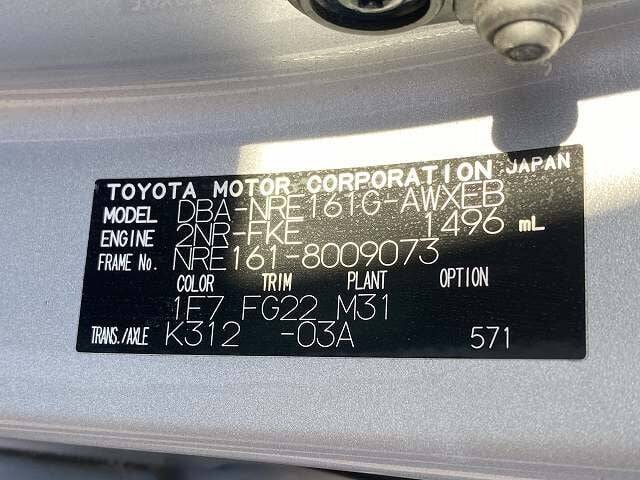 TOYOTA MOTOR CORPORATION JAPAN
MODEL DBA-NRE161G-AWXEB
ENGINE 2NR-FKE 1496 mL
FRAME No. NRE161-8009073
COLOR TRIM PLANT OPTION
1F7 FG22 M31
TRANS./AXLE K312 -03A 571